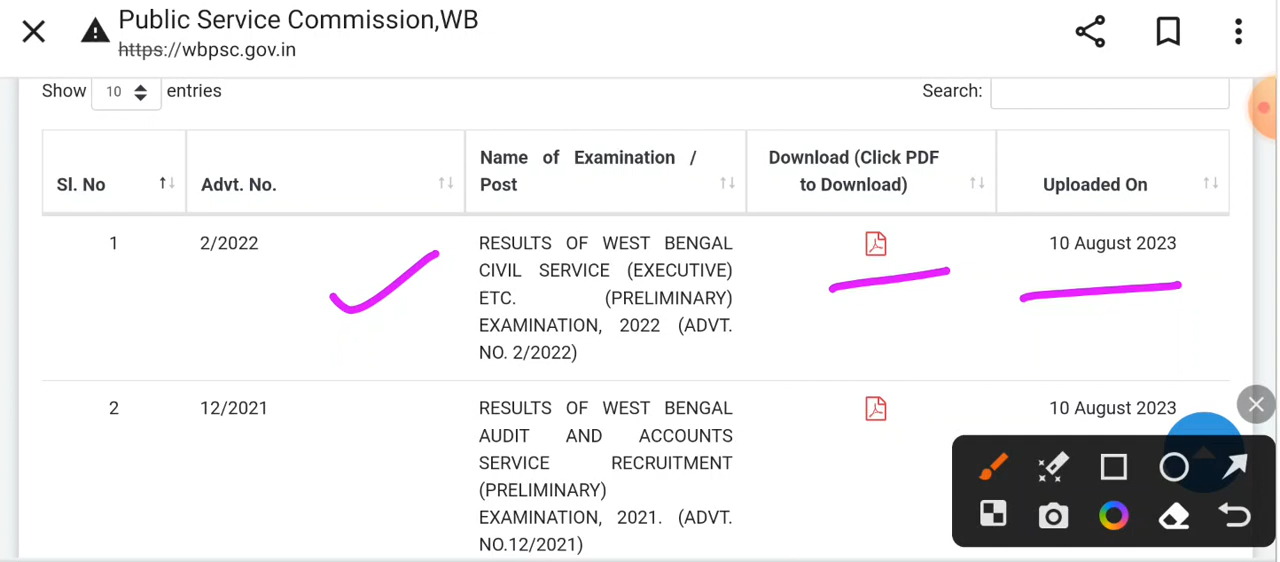 Public Service Commission,WB
https://wbpsc.gov.in
Show 10 entries
Search:
Sl. No
Advt. No.
Name of Examination /
Post
Download (Click PDF
to Download)
Uploaded On
1
2/2022
RESULTS OF WEST BENGAL
CIVIL SERVICE (EXECUTIVE)
ETC. (PRELIMINARY)
EXAMINATION, 2022 (ADVT.
NO. 2/2022)
10 August 2023
2
12/2021
RESULTS OF WEST BENGAL
AUDIT AND ACCOUNTS
SERVICE RECRUITMENT
(PRELIMINARY)
EXAMINATION, 2021. (ADVT.
NO.12/2021)
10 August 2023